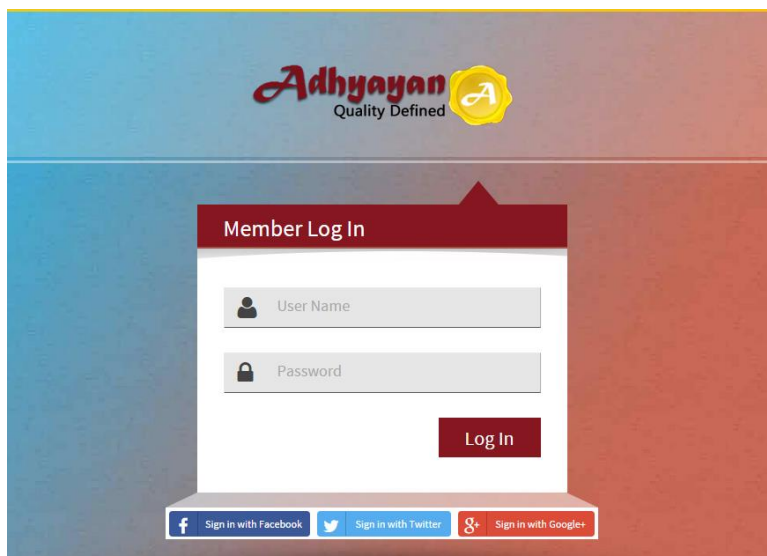 Adhyayan
Quality Defined
A
Member Log In
User Name
Password
Log In
f Sign in with Facebook Sign in with Twitter g+ Sign in with Google+